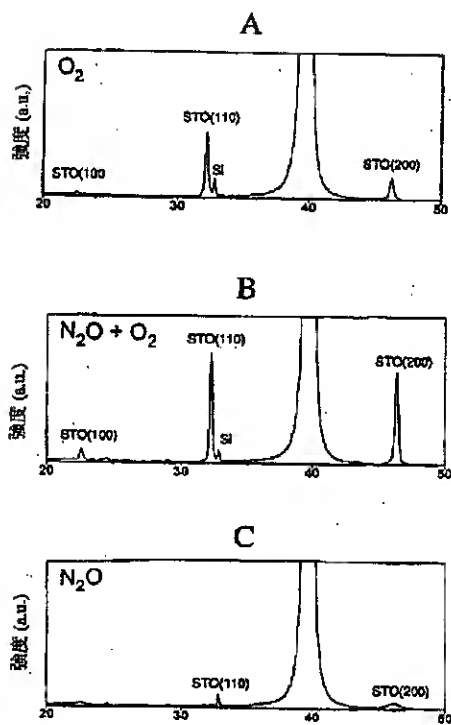 A
O₂
STO(110)
STO(100
SI
STO(200)
強度 (a.u.)
20 30 40 50
B
N₂O + O₂
STO(110)
STO(200)
STO(100)
SI
強度 (a.u.)
20 30 40 50
C
N₂O
STO(110)
STO(200)
強度 (a.u.)
20 30 40 50